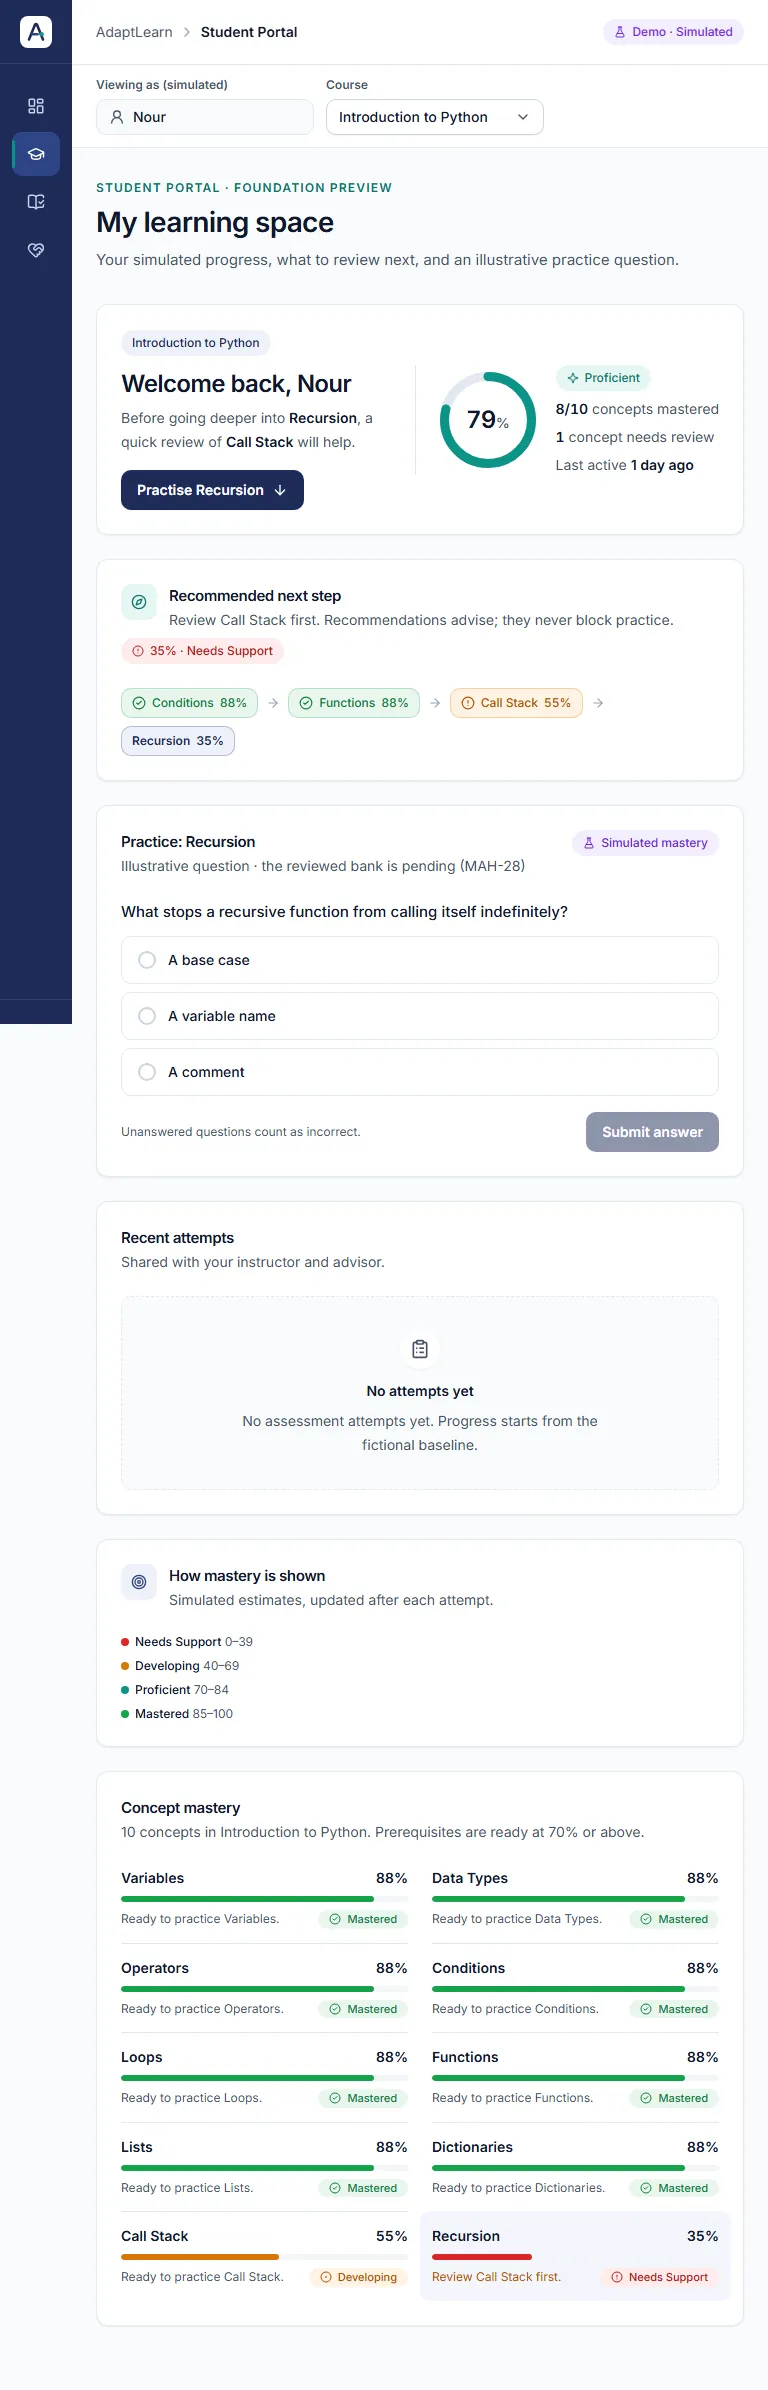 AdaptLearn > Student Portal
Demo · Simulated
Viewing as (simulated)
Nour
Course
Introduction to Python
STUDENT PORTAL · FOUNDATION PREVIEW
My learning space
Your simulated progress, what to review next, and an illustrative practice question.
Introduction to Python
Welcome back, Nour
Before going deeper into Recursion, a
quick review of Call Stack will help.
Practise Recursion ↓
79%
Proficient
8/10 concepts mastered
1 concept needs review
Last active 1 day ago
Recommended next step
Review Call Stack first. Recommendations advise; they never block practice.
35% · Needs Support
Conditions 88% → Functions 88% → Call Stack 55% →
Recursion 35%
Practice: Recursion
Simulated mastery
Illustrative question · the reviewed bank is pending (MAH-28)
What stops a recursive function from calling itself indefinitely?
A base case
A variable name
A comment
Unanswered questions count as incorrect.
Submit answer
Recent attempts
Shared with your instructor and advisor.
No attempts yet
No assessment attempts yet. Progress starts from the
fictional baseline.
How mastery is shown
Simulated estimates, updated after each attempt.
Needs Support 0–39
Developing 40–69
Proficient 70–84
Mastered 85–100
Concept mastery
10 concepts in Introduction to Python. Prerequisites are ready at 70% or above.
Variables 88%
Ready to practice Variables. Mastered
Data Types 88%
Ready to practice Data Types. Mastered
Operators 88%
Ready to practice Operators. Mastered
Conditions 88%
Ready to practice Conditions. Mastered
Loops 88%
Ready to practice Loops. Mastered
Functions 88%
Ready to practice Functions. Mastered
Lists 88%
Ready to practice Lists. Mastered
Dictionaries 88%
Ready to practice Dictionaries. Mastered
Call Stack 55%
Ready to practice Call Stack. Developing
Recursion 35%
Review Call Stack first. Needs Support